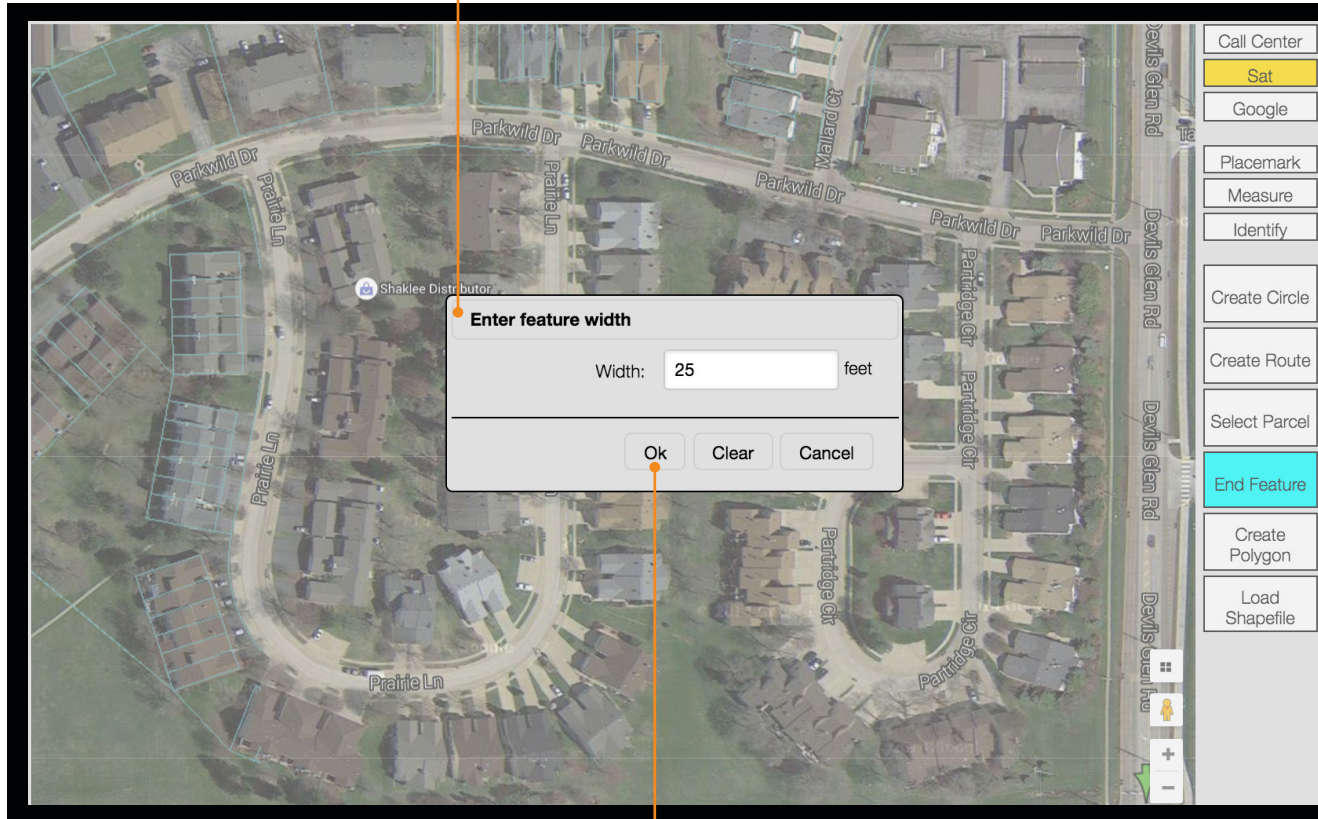 Call Center
Sat
Google
Placemark
Measure
Identify
Create Circle
Create Route
Select Parcel
End Feature
Create
Polygon
Load
Shapefile
Devils Glen Rd
Mallard Ct
Parkwild Dr
Parkwild Dr
Parkwild Dr
Prairie Ln
Prairie Ln
Parkwild Dr
Parkwild Dr
Parkwild Dr
Devils Glen Rd
Partridge Cir
Shaklee Distributor
Enter feature width
Width: 25 feet
Ok Clear Cancel
Partridge Cir
Devils Glen Rd
Prairie Ln
Partridge Cir
Partridge Cir
Prairie Ln
Devils Glen Rd